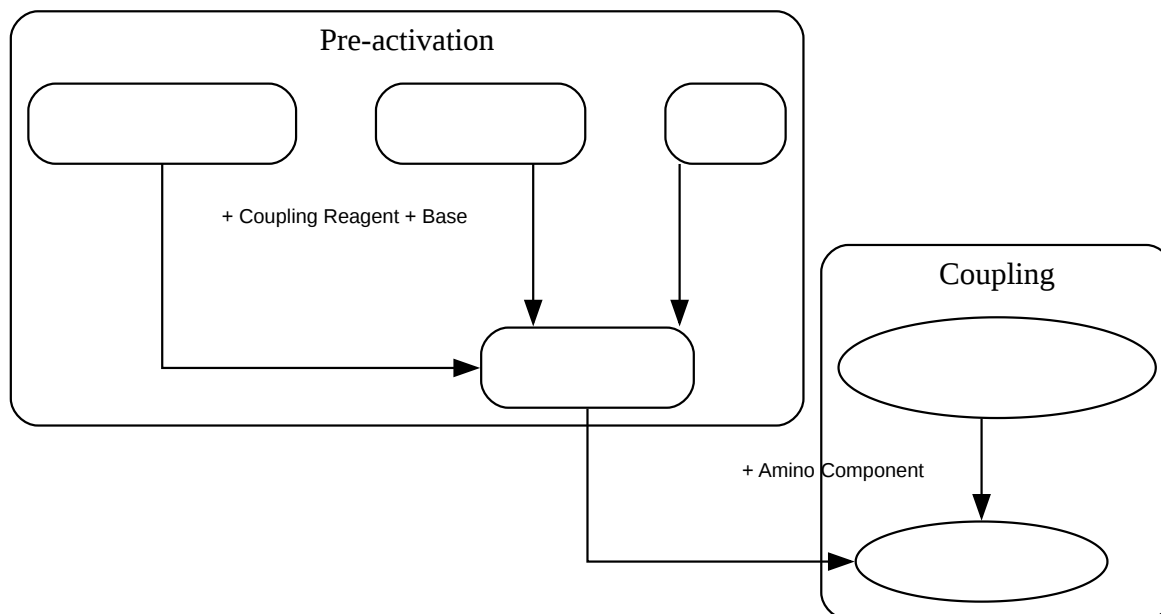 Pre-activation
+ Coupling Reagent + Base
Coupling
+ Amino Component